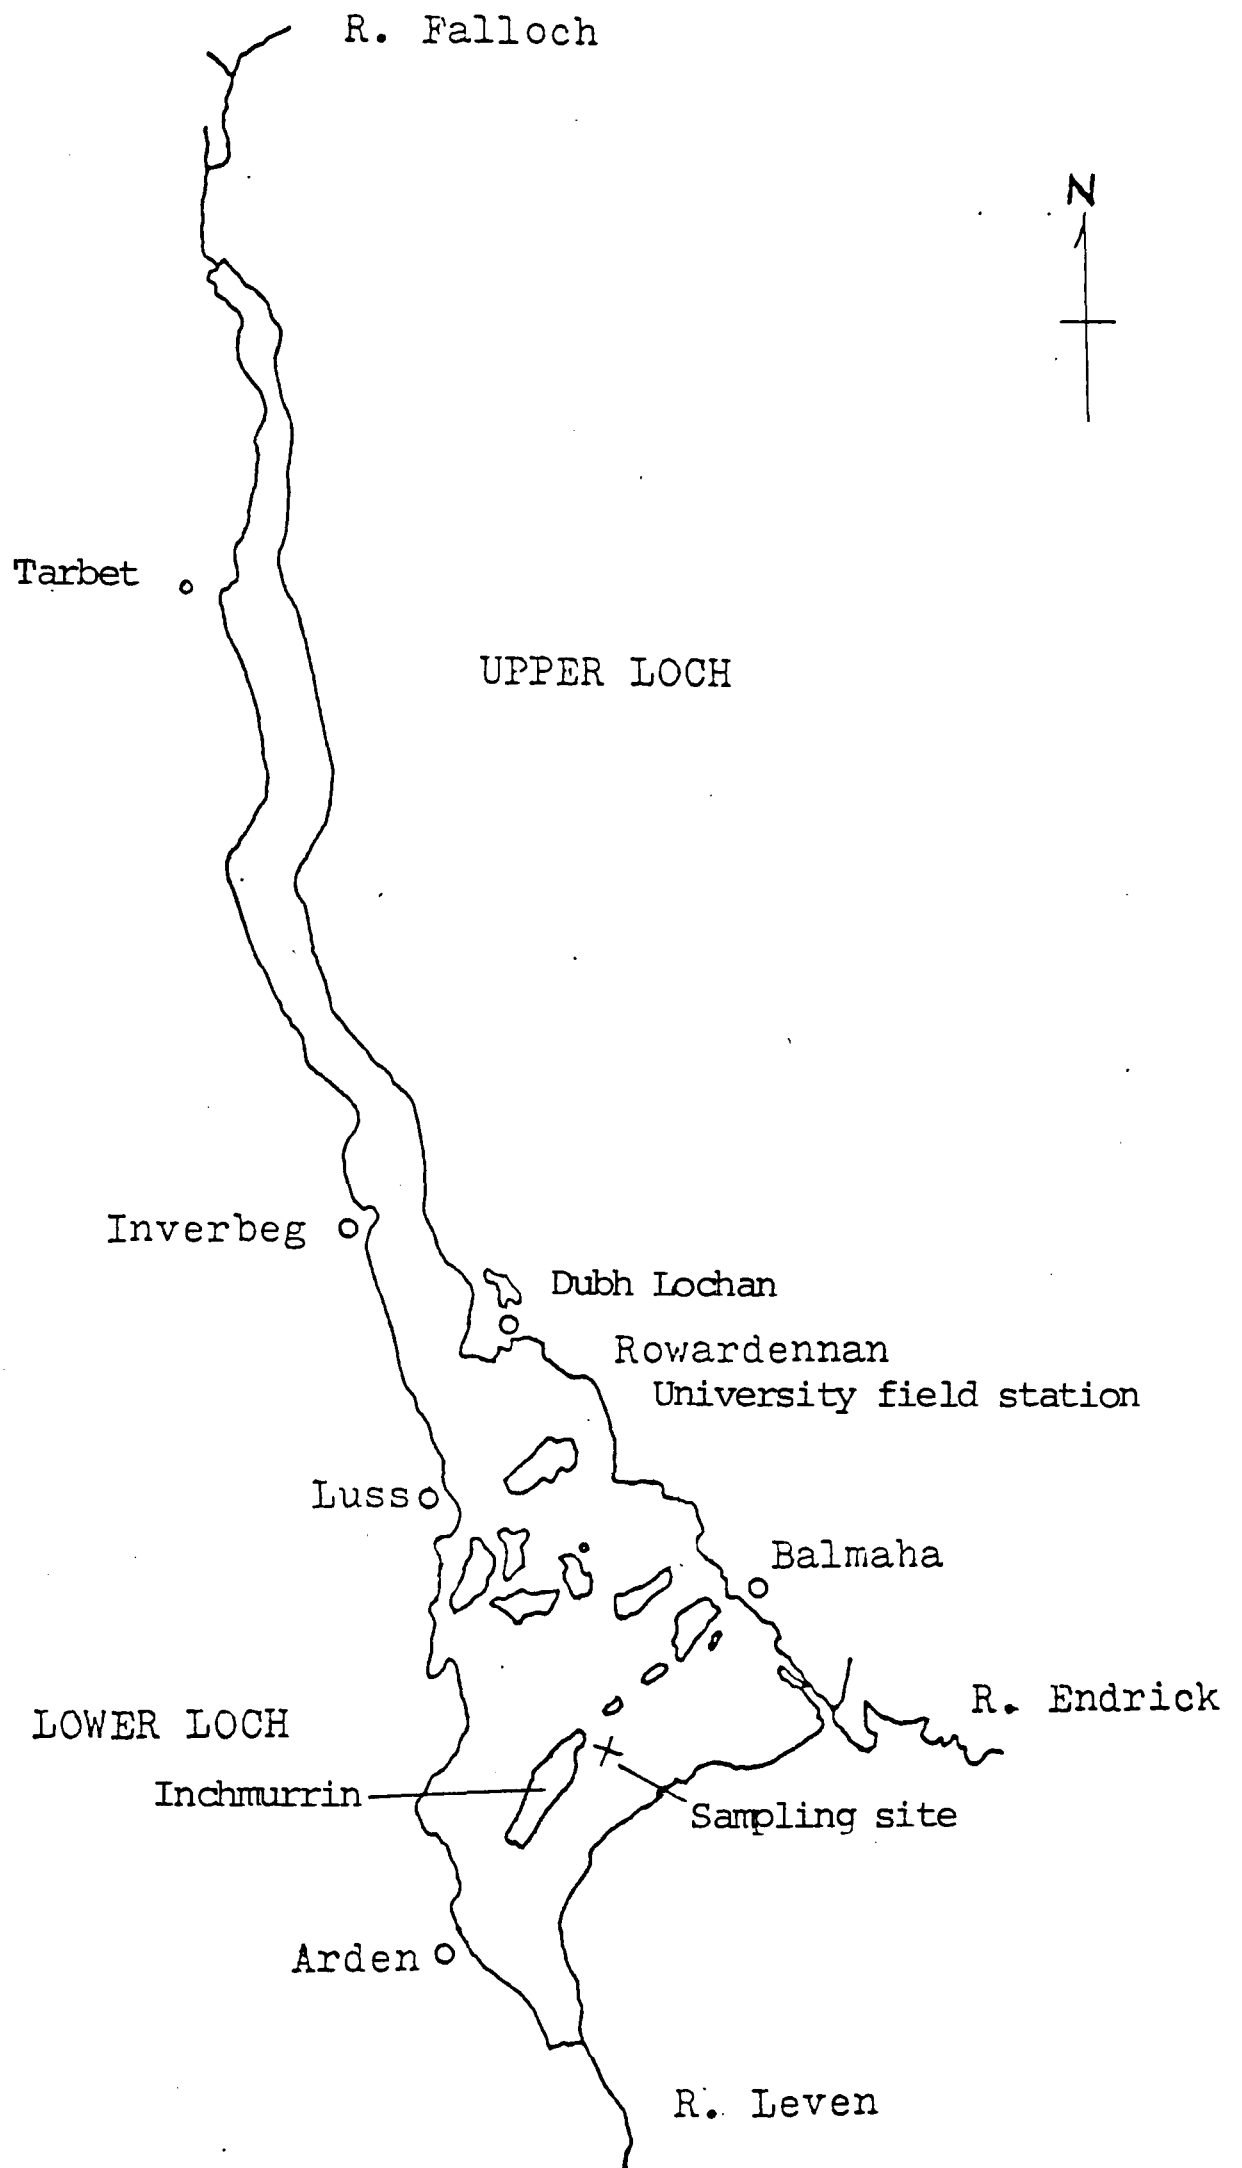 R. Falloch
N
Tarbet
UPPER LOCH
Inverbeg
Dubh Lochan
Rowardennan
University field station
Luss
Balmaha
R. Endrick
LOWER LOCH
Inchmurrin
Sampling site
Arden
R. Leven